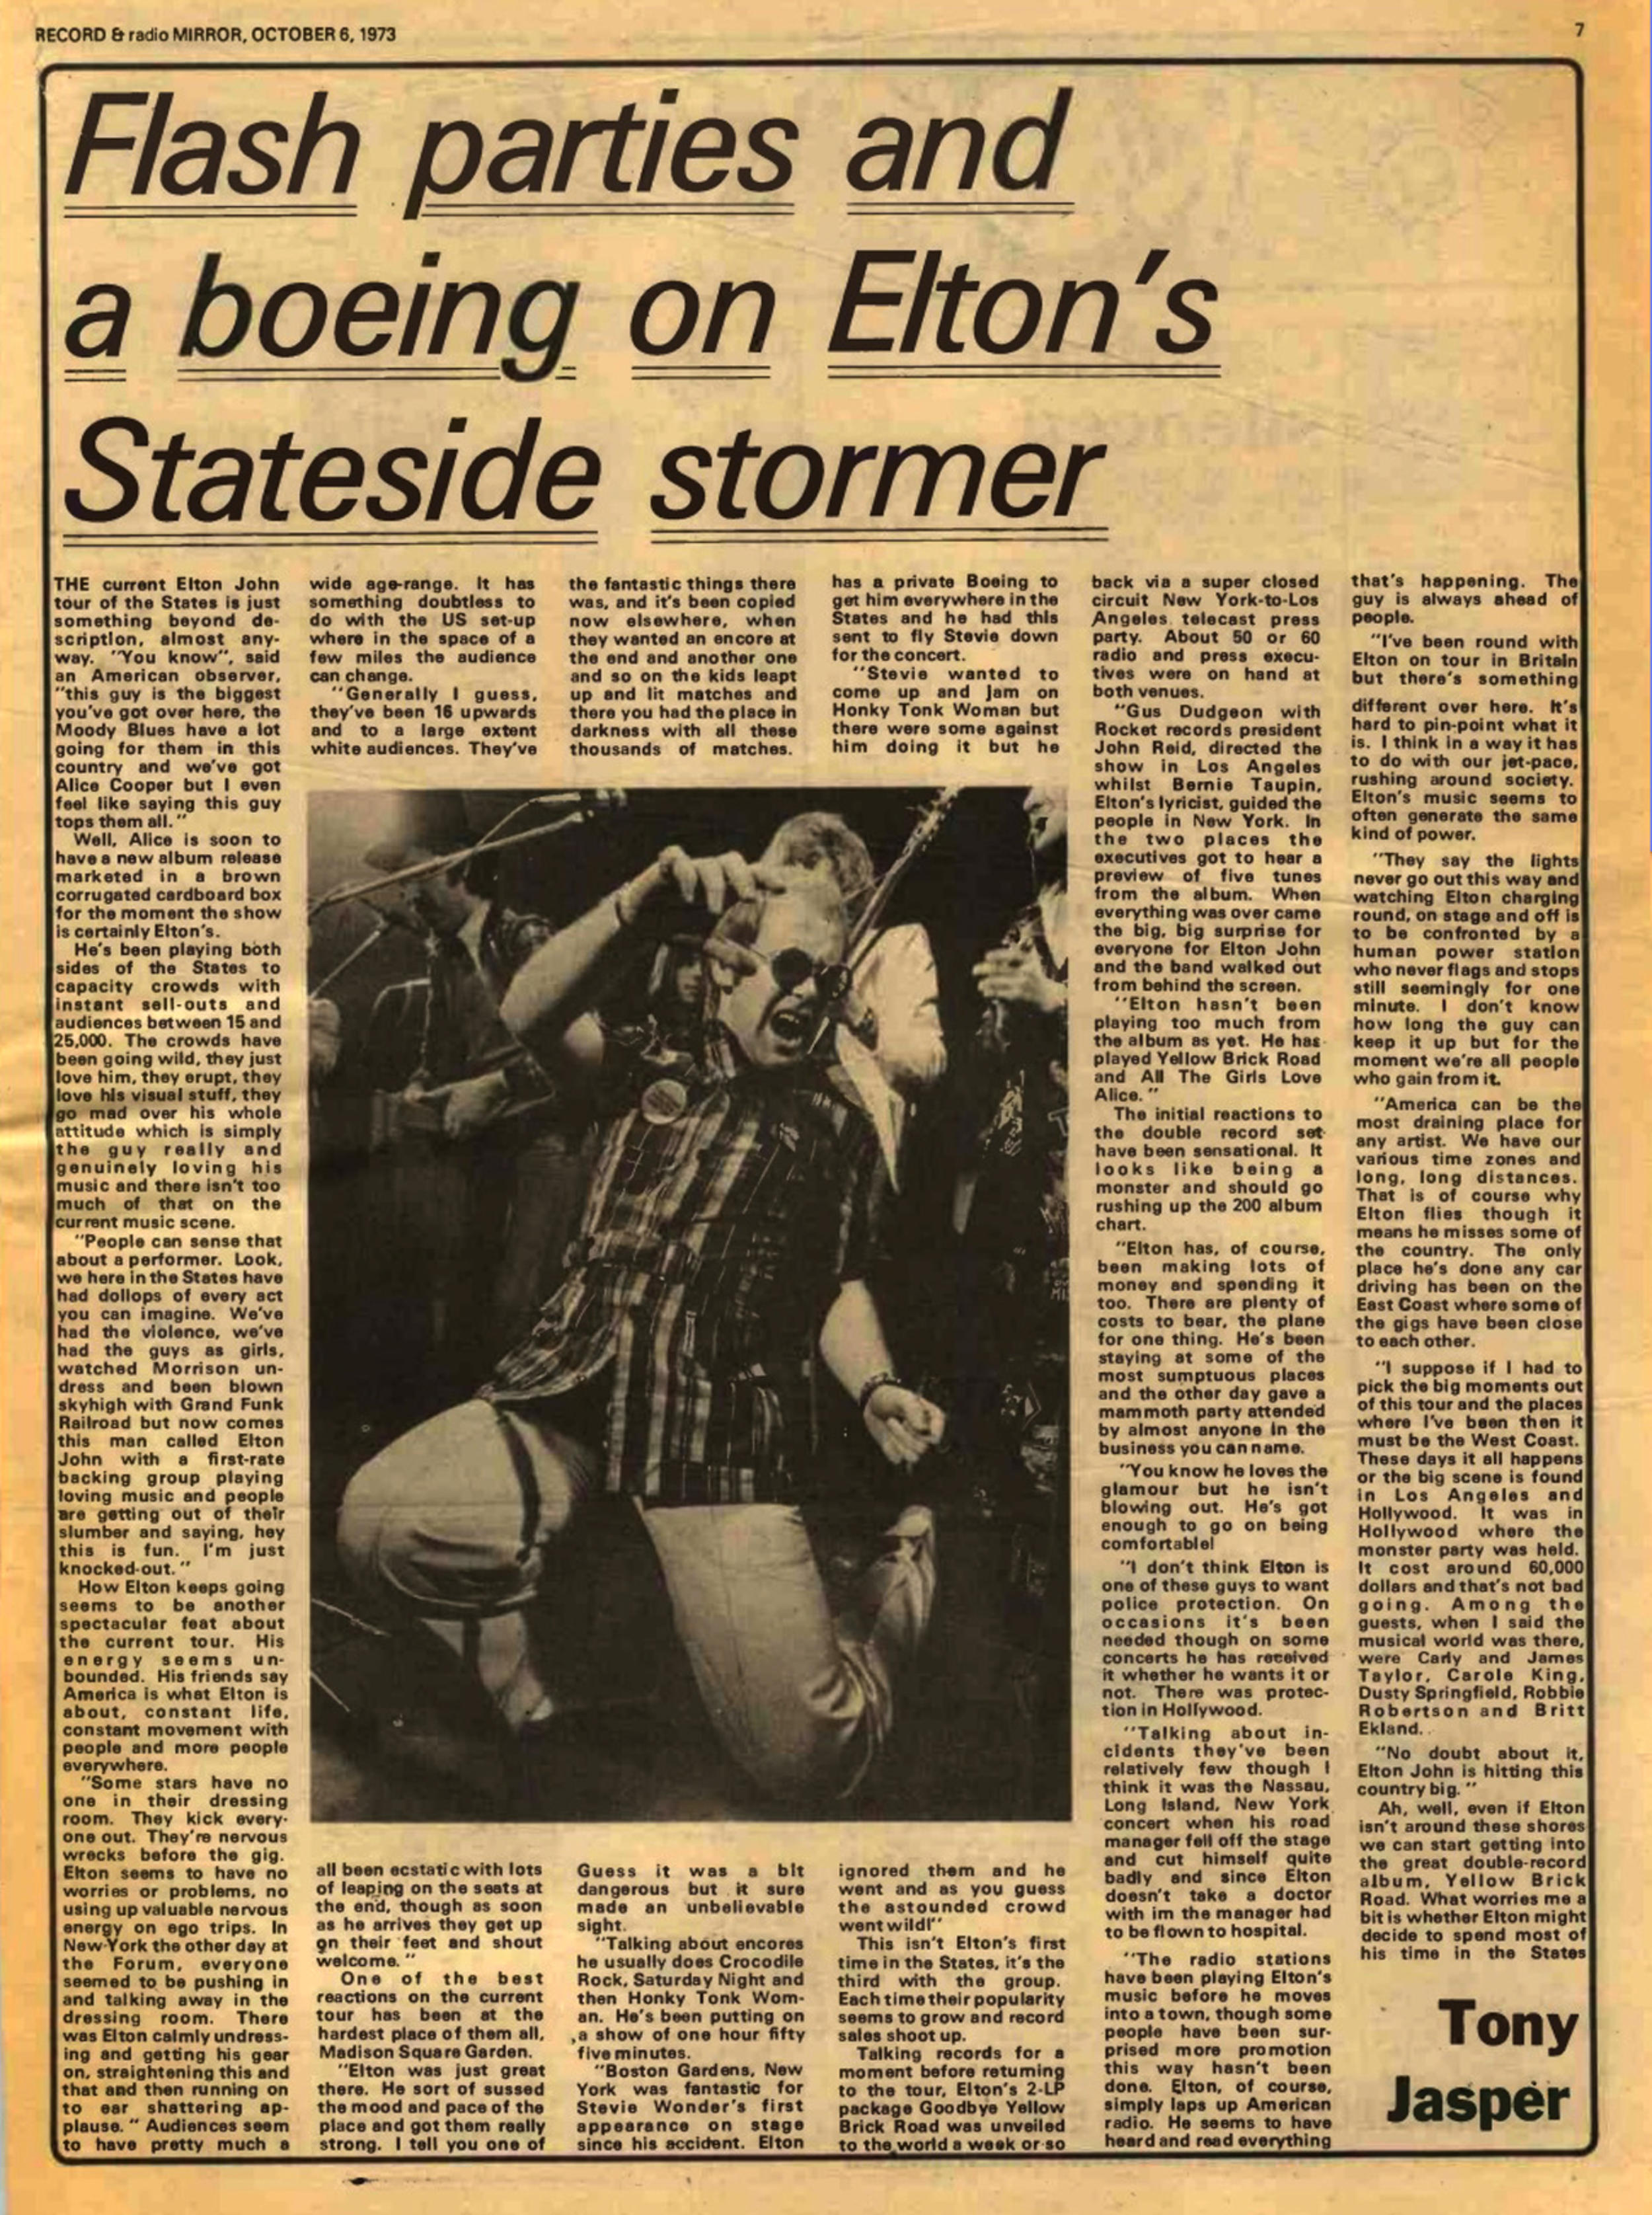 RECORD & radio MIRROR, OCTOBER 6, 1973
7
Flash parties and
a boeing on Elton's
Stateside stormer
THE current Elton John
tour of the States is just
something beyond de-
scription, almost any-
way. "You know", said
an American observer,
"this guy is the biggest
you've got over here, the
Moody Blues have a lot
going for them in this
country and we've got
Alice Cooper but I even
feel like saying this guy
tops them all."
Well, Alice is soon to
have a new album release
marketed in a brown
corrugated cardboard box
for the moment the show
is certainly Elton's.
He's been playing both
sides of the States to
capacity crowds with
instant sell-outs and
audiences between 15 and
25,000. The crowds have
been going wild, they just
love him, they erupt, they
love his visual stuff, they
go mad over his whole
attitude which is simply
the guy really and
genuinely loving his
music and there isn't too
much of that on the
current music scene.
"People can sense that
about a performer. Look,
we here in the States have
had dollops of every act
you can imagine. We've
had the violence, we've
had the guys as girls,
watched Morrison un-
dress and been blown
skyhigh with Grand Funk
Railroad but now comes
this man called Elton
John with a first-rate
backing group playing
loving music and people
are getting out of their
slumber and saying, hey
this is fun. I'm just
knocked-out."
How Elton keeps going
seems to be another
spectacular feat about
the current tour. His
energy seems un-
bounded. His friends say
America is what Elton is
about, constant life,
constant movement with
people and more people
everywhere.
"Some stars have no
one in their dressing
room. They kick every-
one out. They're nervous
wrecks before the gig.
Elton seems to have no
worries or problems, no
using up valuable nervous
energy on ego trips. In
New York the other day at
the Forum, everyone
seemed to be pushing in
and talking away in the
dressing room. There
was Elton calmly undress-
ing and getting his gear
on, straightening this and
that and then running on
to ear shattering ap-
plause." Audiences seem
to have pretty much a
wide age-range. It has
something doubtless to
do with the US set-up
where in the space of a
few miles the audience
can change.
"Generally I guess,
they've been 16 upwards
and to a large extent
white audiences. They've
all been ecstatic with lots
of leaping on the seats at
the end, though as soon
as he arrives they get up
on their feet and shout
welcome."
One of the best
reactions on the current
tour has been at the
hardest place of them all,
Madison Square Garden.
"Elton was just great
there. He sort of sussed
the mood and pace of the
place and got them really
strong. I tell you one of
the fantastic things there
was, and it's been copied
now elsewhere, when
they wanted an encore at
the end and another one
and so on the kids leapt
up and lit matches and
there you had the place in
darkness with all these
thousands of matches.
Guess it was a bit
dangerous but it sure
made an unbelievable
sight.
"Talking about encores
he usually does Crocodile
Rock, Saturday Night and
then Honky Tonk Wom-
an. He's been putting on
a show of one hour fifty
five minutes.
"Boston Gardens, New
York was fantastic for
Stevie Wonder's first
appearance on stage
since his accident. Elton
has a private Boeing to
get him everywhere in the
States and he had this
sent to fly Stevie down
for the concert.
"Stevie wanted to
come up and jam on
Honky Tonk Woman but
there were some against
him doing it but he
ignored them and he
went and as you guess
the astounded crowd
went wild!"
This isn't Elton's first
time in the States, it's the
third with the group.
Each time their popularity
seems to grow and record
sales shoot up.
Talking records for a
moment before returning
to the tour, Elton's 2-LP
package Goodbye Yellow
Brick Road was unveiled
to the world a week or so
back via a super closed
circuit New York-to-Los
Angeles telecast press
party. About 50 or 60
radio and press execu-
tives were on hand at
both venues.
"Gus Dudgeon with
Rocket records president
John Reid, directed the
show in Los Angeles
whilst Bernie Taupin,
Elton's lyricist, guided the
people in New York. In
the two places the
executives got to hear a
preview of five tunes
from the album. When
everything was over came
the big, big surprise for
everyone for Elton John
and the band walked out
from behind the screen.
"Elton hasn't been
playing too much from
the album as yet. He has
played Yellow Brick Road
and All The Girls Love
Alice."
The initial reactions to
the double record set
have been sensational. It
looks like being a
monster and should go
rushing up the 200 album
chart.
"Elton has, of course,
been making lots of
money and spending it
too. There are plenty of
costs to bear, the plane
for one thing. He's been
staying at some of the
most sumptuous places
and the other day gave a
mammoth party attended
by almost anyone in the
business you can name.
"You know he loves the
glamour but he isn't
blowing out. He's got
enough to go on being
comfortable!
"I don't think Elton is
one of these guys to want
police protection. On
occasions it's been
needed though on some
concerts he has received
it whether he wants it or
not. There was protec-
tion in Hollywood.
"Talking about in-
cidents they've been
relatively few though I
think it was the Nassau,
Long Island, New York
concert when his road
manager fell off the stage
and cut himself quite
badly and since Elton
doesn't take a doctor
with im the manager had
to be flown to hospital.
"The radio stations
have been playing Elton's
music before he moves
into a town, though some
people have been sur-
prised more promotion
this way hasn't been
done. Elton, of course,
simply laps up American
radio. He seems to have
heard and read everything
that's happening. The
guy is always ahead of
people.
"I've been round with
Elton on tour in Britain
but there's something
different over here. It's
hard to pin-point what it
is. I think in a way it has
to do with our jet-pace,
rushing around society.
Elton's music seems to
often generate the same
kind of power.
"They say the lights
never go out this way and
watching Elton charging
round, on stage and off is
to be confronted by a
human power station
who never flags and stops
still seemingly for one
minute. I don't know
how long the guy can
keep it up but for the
moment we're all people
who gain from it.
"America can be the
most draining place for
any artist. We have our
various time zones and
long, long distances.
That is of course why
Elton flies though it
means he misses some of
the country. The only
place he's done any car
driving has been on the
East Coast where some of
the gigs have been close
to each other.
"I suppose if I had to
pick the big moments out
of this tour and the places
where I've been then it
must be the West Coast.
These days it all happens
or the big scene is found
in Los Angeles and
Hollywood. It was in
Hollywood where the
monster party was held.
It cost around 60,000
dollars and that's not bad
going. Among the
guests, when I said the
musical world was there,
were Carly and James
Taylor, Carole King,
Dusty Springfield, Robbie
Robertson and Britt
Ekland.
"No doubt about it,
Elton John is hitting this
country big."
Ah, well, even if Elton
isn't around these shores
we can start getting into
the great double-record
album, Yellow Brick
Road. What worries me a
bit is whether Elton might
decide to spend most of
his time in the States
Tony
Jasper